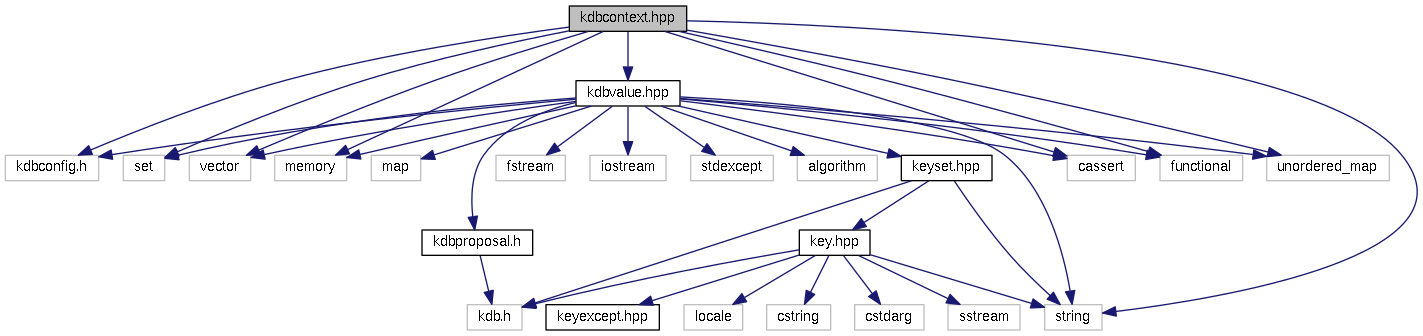 kdbcontext.hpp
kdbvalue.hpp
kdbconfig.h
set
vector
memory
map
fstream
iostream
stdexcept
algorithm
keyset.hpp
cassert
functional
unordered_map
kdbproposal.h
key.hpp
kdb.h
keyexcept.hpp
locale
cstring
cstdarg
sstream
string